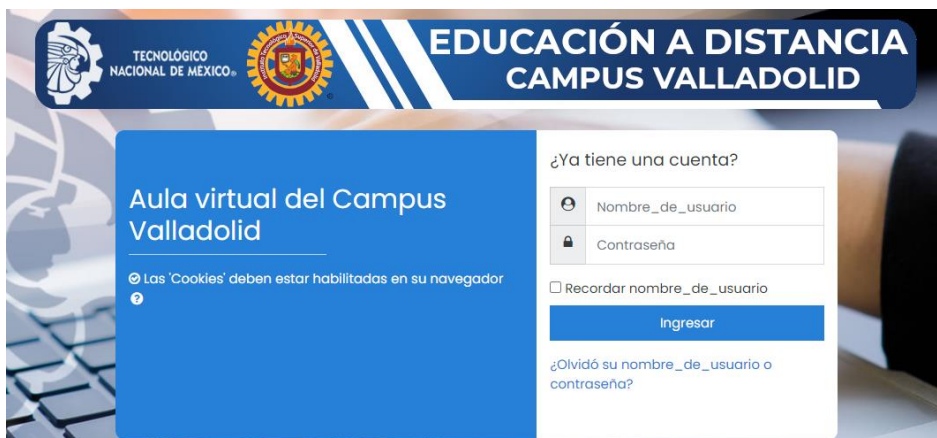 TECNOLÓGICO
NACIONAL DE MÉXICO®
EDUCACIÓN A DISTANCIA
CAMPUS VALLADOLID
Aula virtual del Campus
Valladolid
Las 'Cookies' deben estar habilitadas en su navegador
¿Ya tiene una cuenta?
Nombre_de_usuario
Contraseña
Recordar nombre_de_usuario
Ingresar
¿Olvidó su nombre_de_usuario o
contraseña?